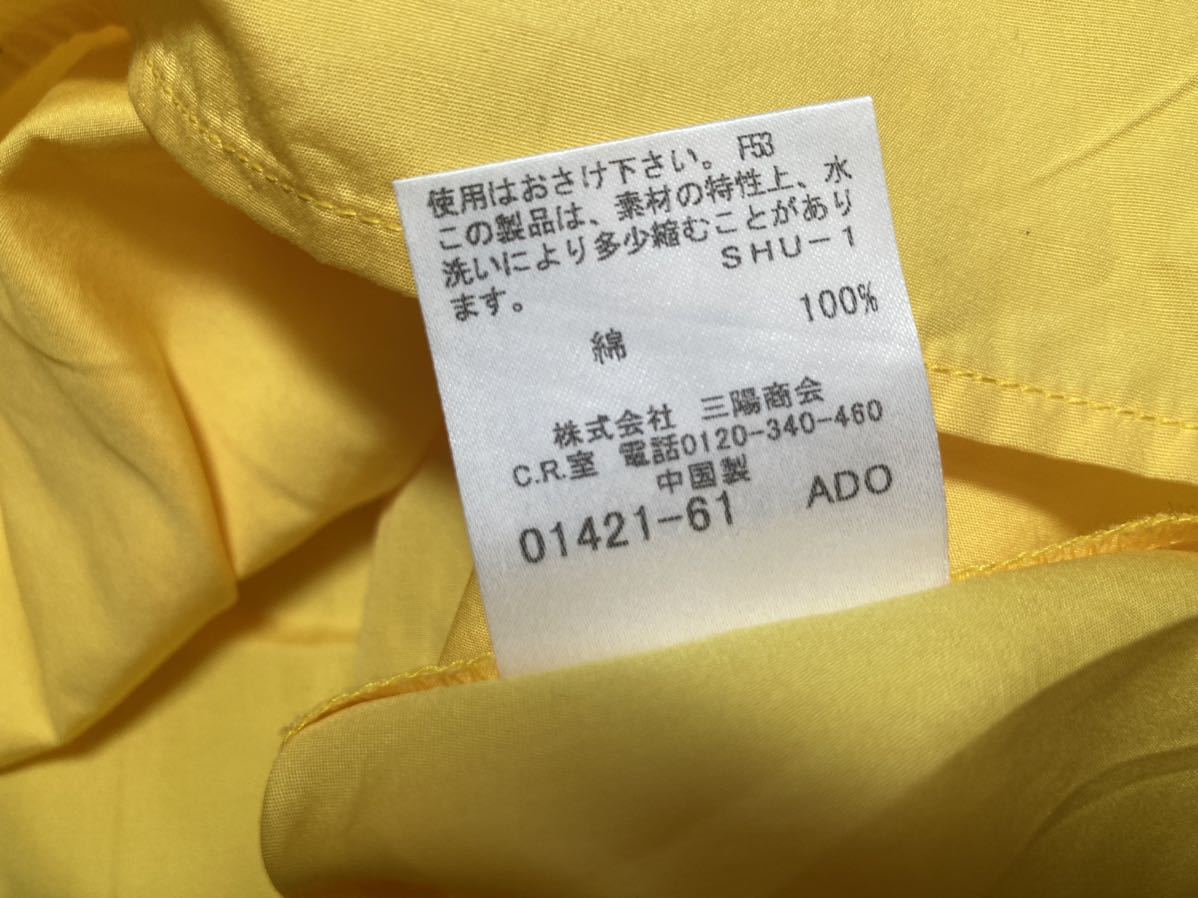 使用はおさけ下さい。 F53
この製品は、素材の特性上、水
洗いにより多少縮むことがあり
ます。
SHU-1
綿 100%
株式会社 三陽商会
C.R.室 電話0120-340-460
中国製
01421-61 ADO